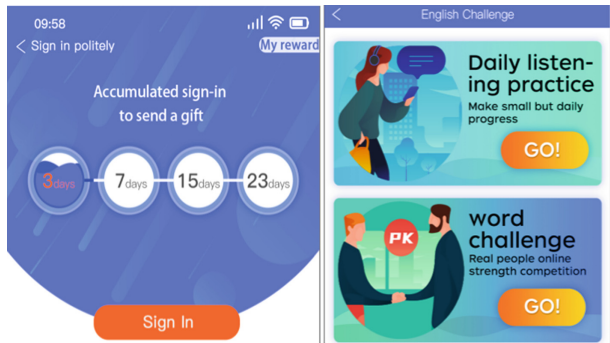 09:58
< Sign in politely
My reward
Accumulated sign-in
to send a gift
3days
7days
15days
23days
Sign In
< English Challenge
Daily listen-
ing practice
Make small but daily
progress
GO!
PK
word
challenge
Real people online
strength competition
GO!